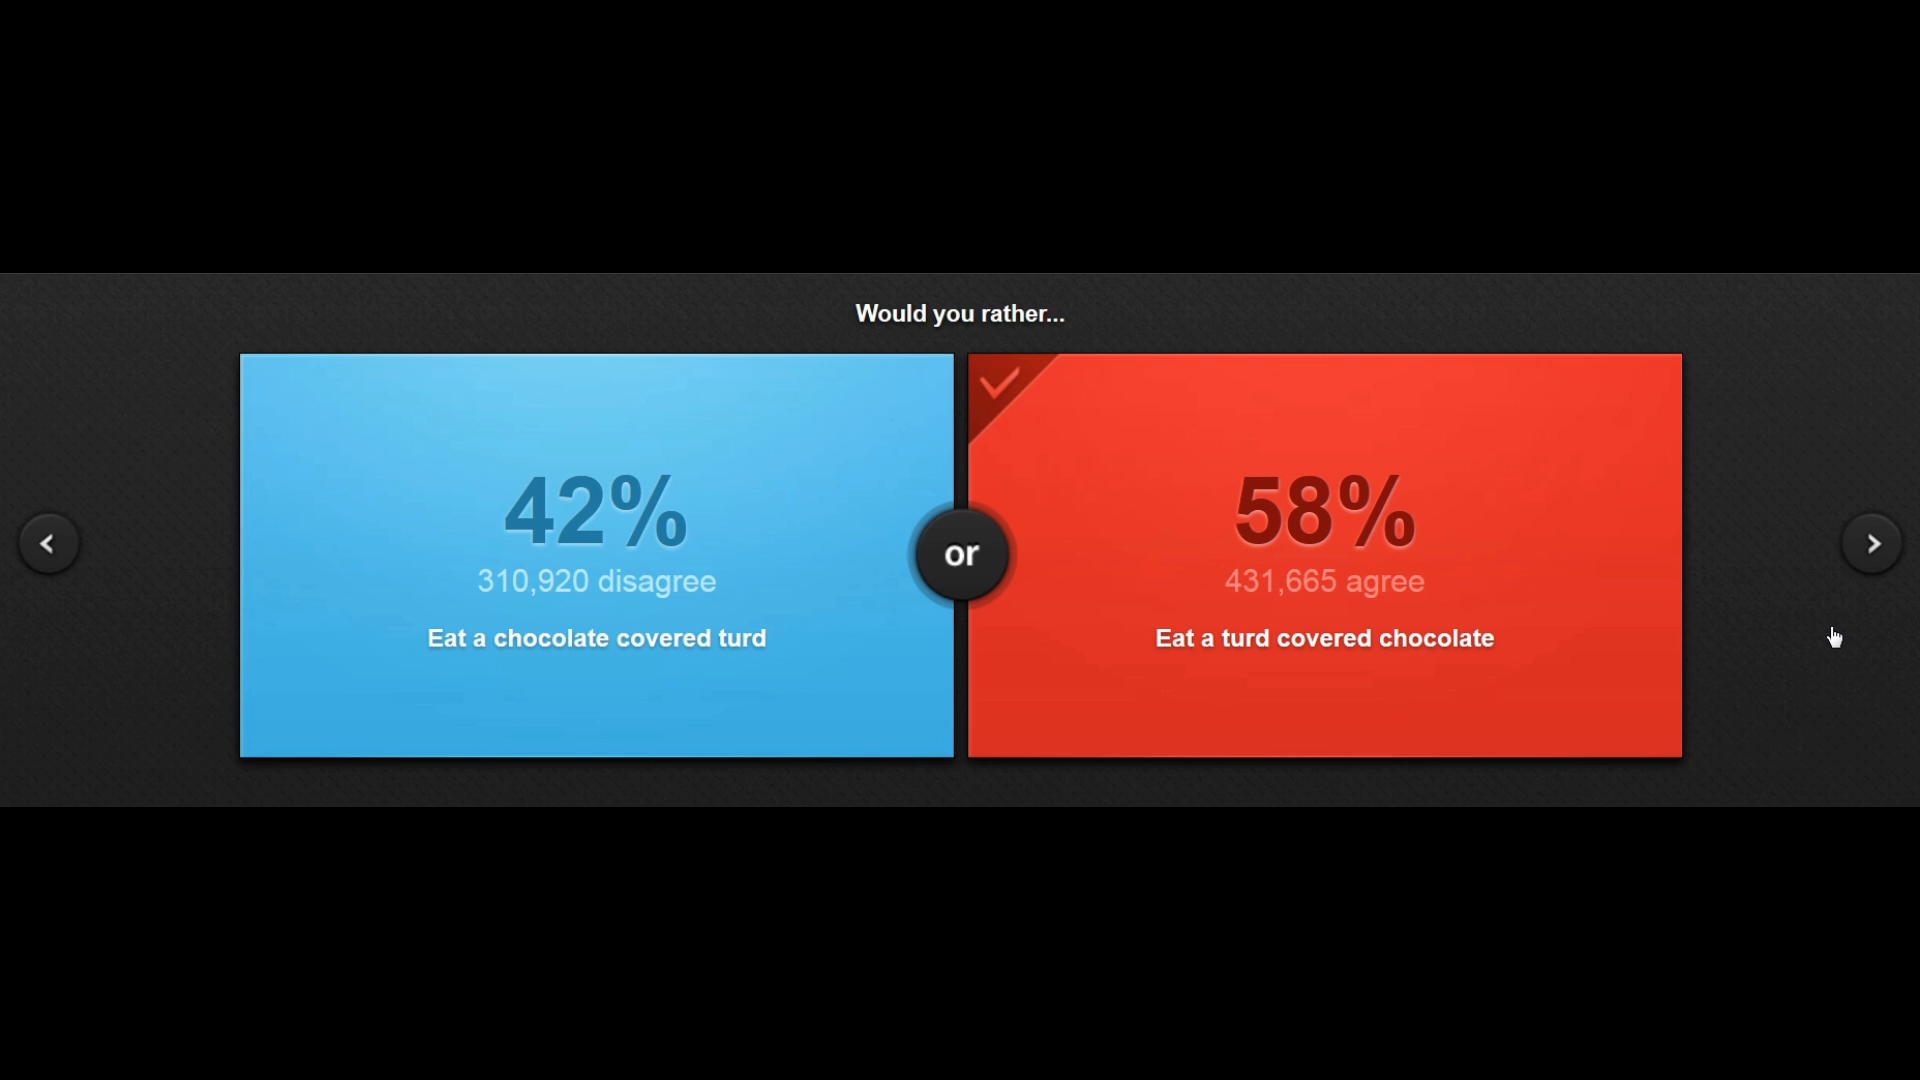 Would you rather...
42%
310,920 disagree
Eat a chocolate covered turd
or
58%
431,665 agree
Eat a turd covered chocolate